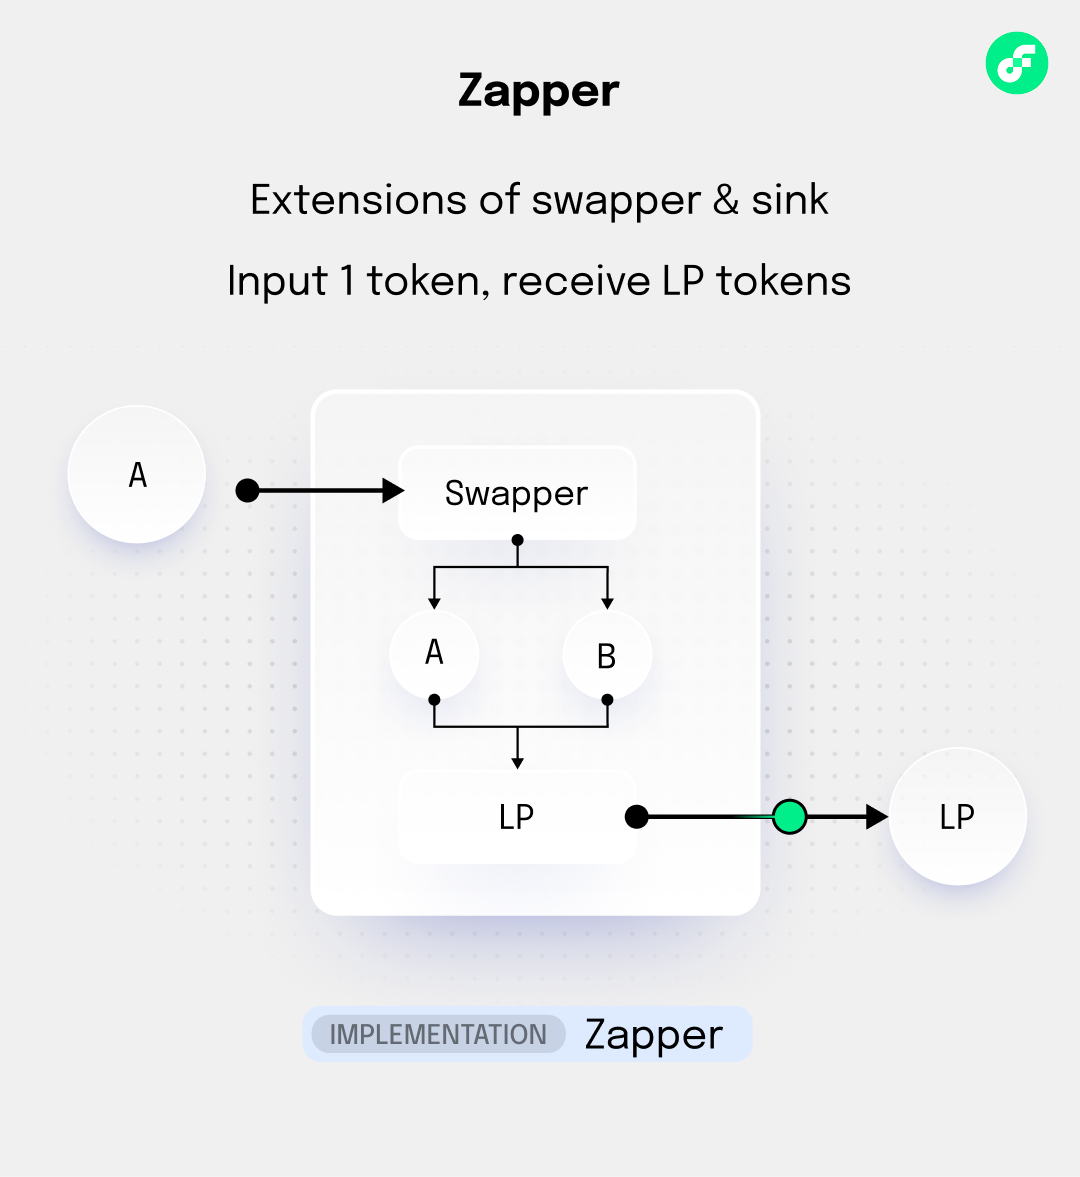 Zapper
Extensions of swapper & sink
Input 1 token, receive LP tokens
A
Swapper
A
B
LP
LP
IMPLEMENTATION Zapper